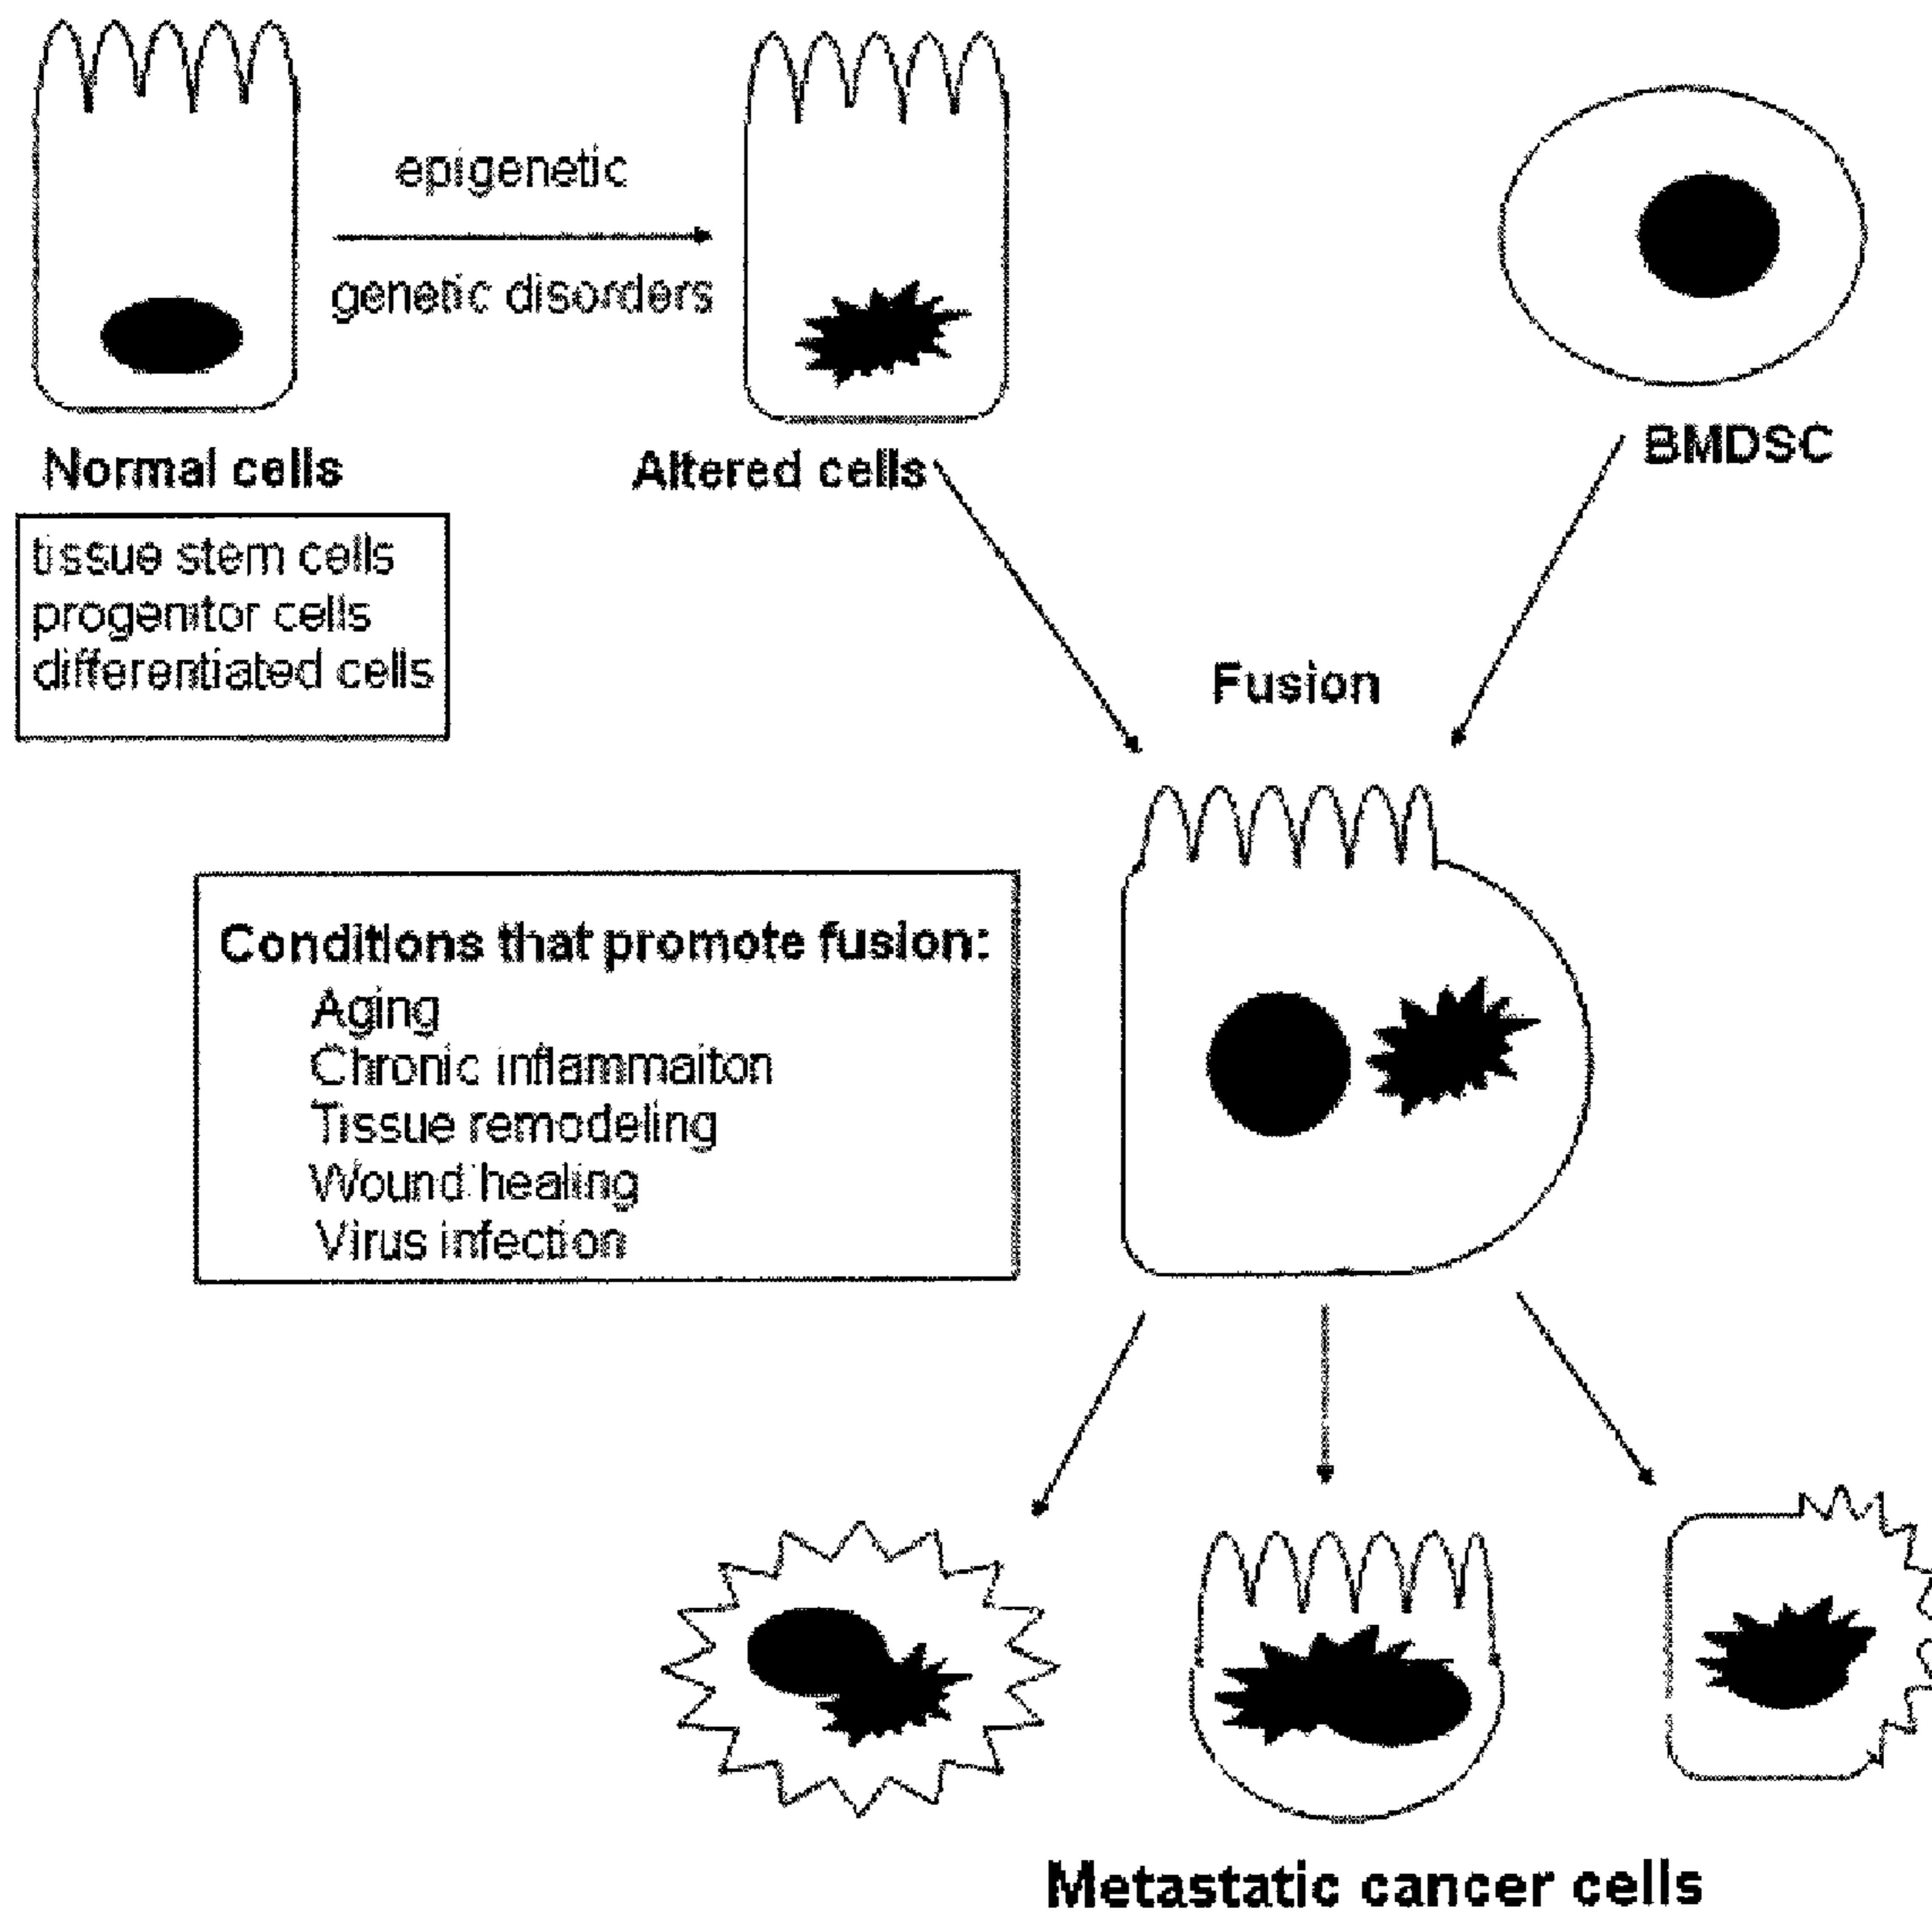 epigenetic
genetic disorders
Normal cells
Altered cells
BMDSC
tissue stem cells
progenitor cells
differentiated cells
Fusion
Conditions that promote fusion:
Aging
Chronic inflammaiton
Tissue remodeling
Wound healing
Virus infection
Metastatic cancer cells